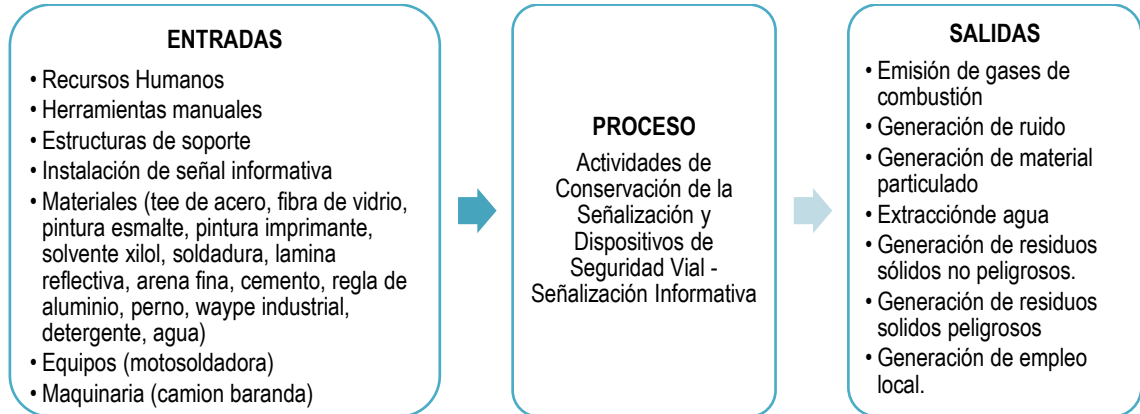 ENTRADAS
• Recursos Humanos
• Herramientas manuales
• Estructuras de soporte
• Instalación de señal informativa
• Materiales (tee de acero, fibra de vidrio,
pintura esmalte, pintura imprimante,
solvente xilol, soldadura, lamina
reflectiva, arena fina, cemento, regla de
aluminio, perno, waype industrial,
detergente, agua)
• Equipos (motosoldadora)
• Maquinaria (camion baranda)
PROCESO
Actividades de
Conservación de la
Señalización y
Dispositivos de
Seguridad Vial -
Señalización Informativa
SALIDAS
• Emisión de gases de
combustión
• Generación de ruido
• Generación de material
particulado
• Extracciónde agua
• Generación de residuos
sólidos no peligrosos.
• Generación de residuos
solidos peligrosos
• Generación de empleo
local.